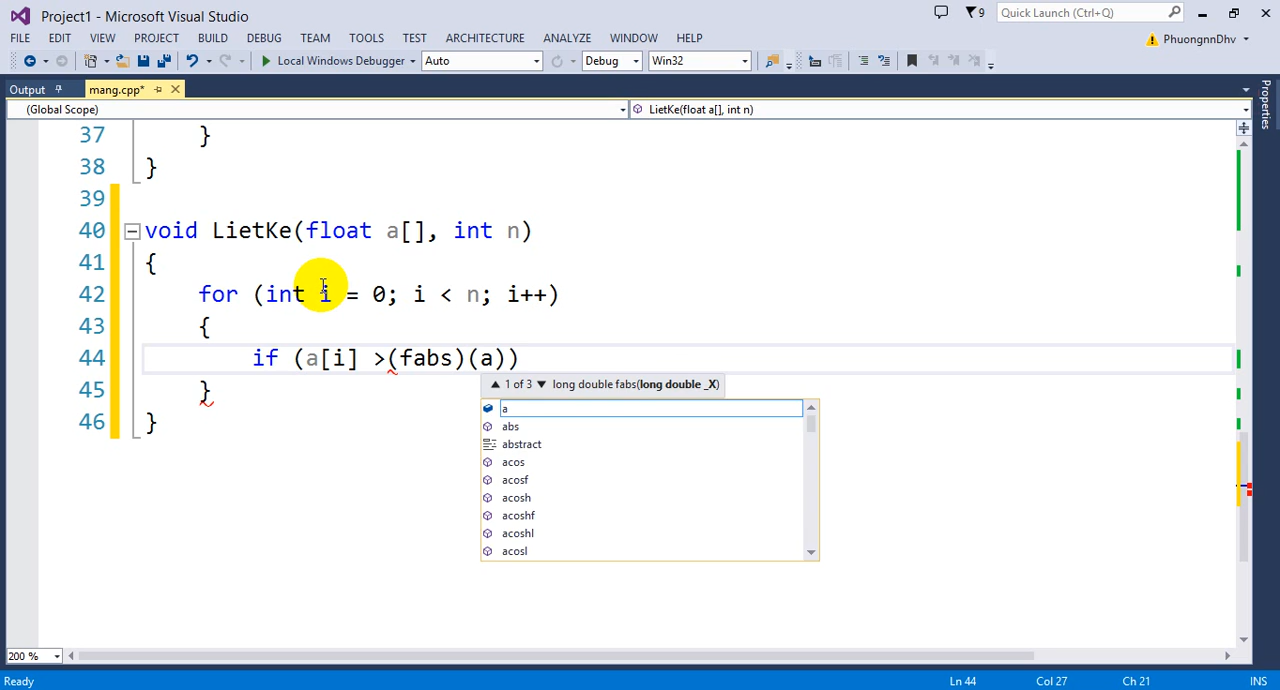 Project1 - Microsoft Visual Studio
9
Quick Launch (Ctrl+Q)
FILE EDIT VIEW PROJECT BUILD DEBUG TEAM TOOLS TEST ARCHITECTURE ANALYZE WINDOW HELP
PhuongnnDhv
Local Windows Debugger Auto Debug Win32
Output mang.cpp*
Properties
(Global Scope) LietKe(float a[], int n)
37 }
38 }
39
40 void LietKe(float a[], int n)
41 {
42 for (int i = 0; i < n; i++)
43 {
44 if (a[i] >(fabs)(a))
45 }
46 }
1 of 3 long double fabs(long double _X)
a
abs
abstract
acos
acosf
acosh
acoshf
acoshl
acosl
200 %
Ready Ln 44 Col 27 Ch 21 INS